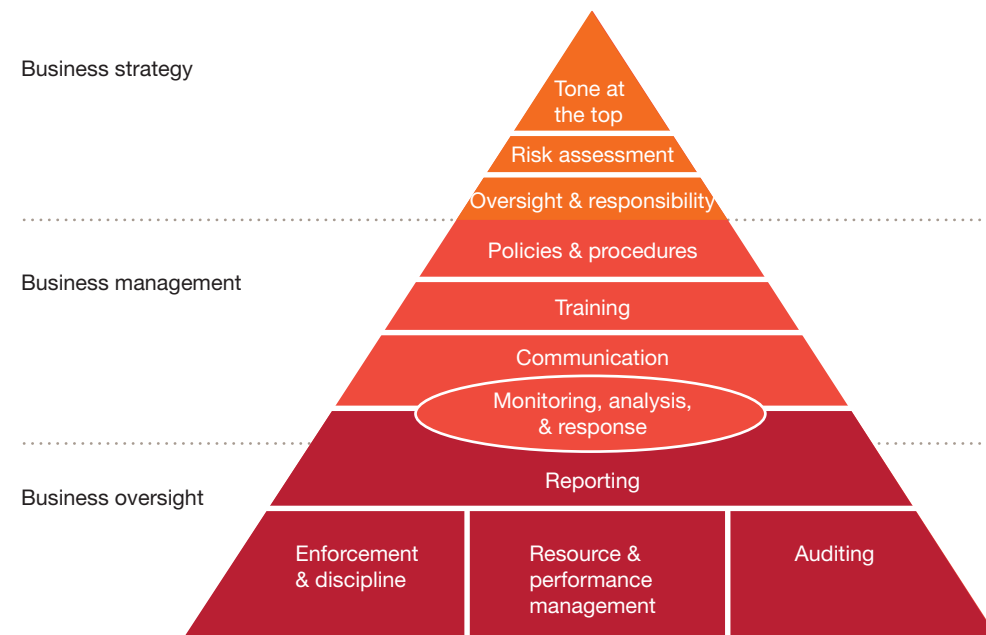 Business strategy
Tone at
the top
Risk assessment
Oversight & responsibility
Policies & procedures
Business management
Training
Communication
Monitoring, analysis,
& response
Reporting
Business oversight
Enforcement
& discipline
Resource &
performance
management
Auditing